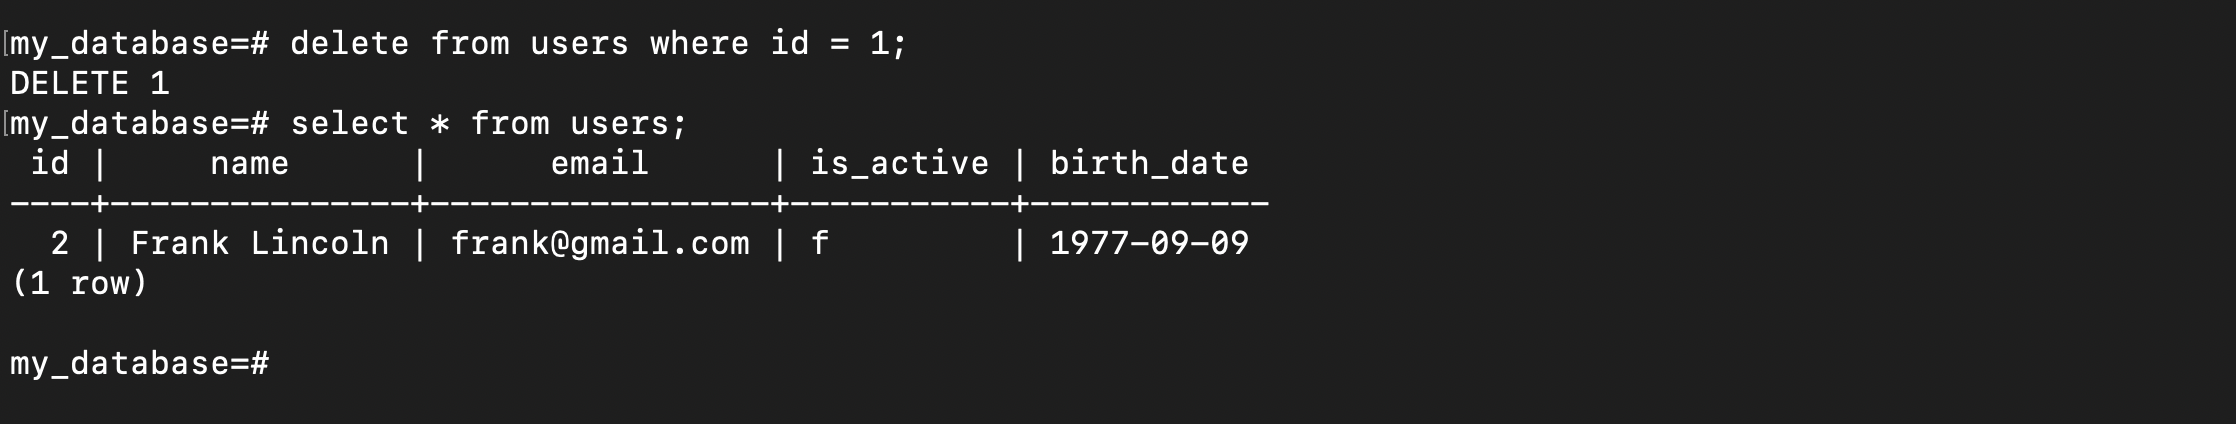 [my_database=# delete from users where id = 1;
DELETE 1
[my_database=# select * from users;
 id |     name      |      email      | is_active | birth_date
----+---------------+-----------------+-----------+------------
  2 | Frank Lincoln | frank@gmail.com | f         | 1977-09-09
(1 row)

my_database=#